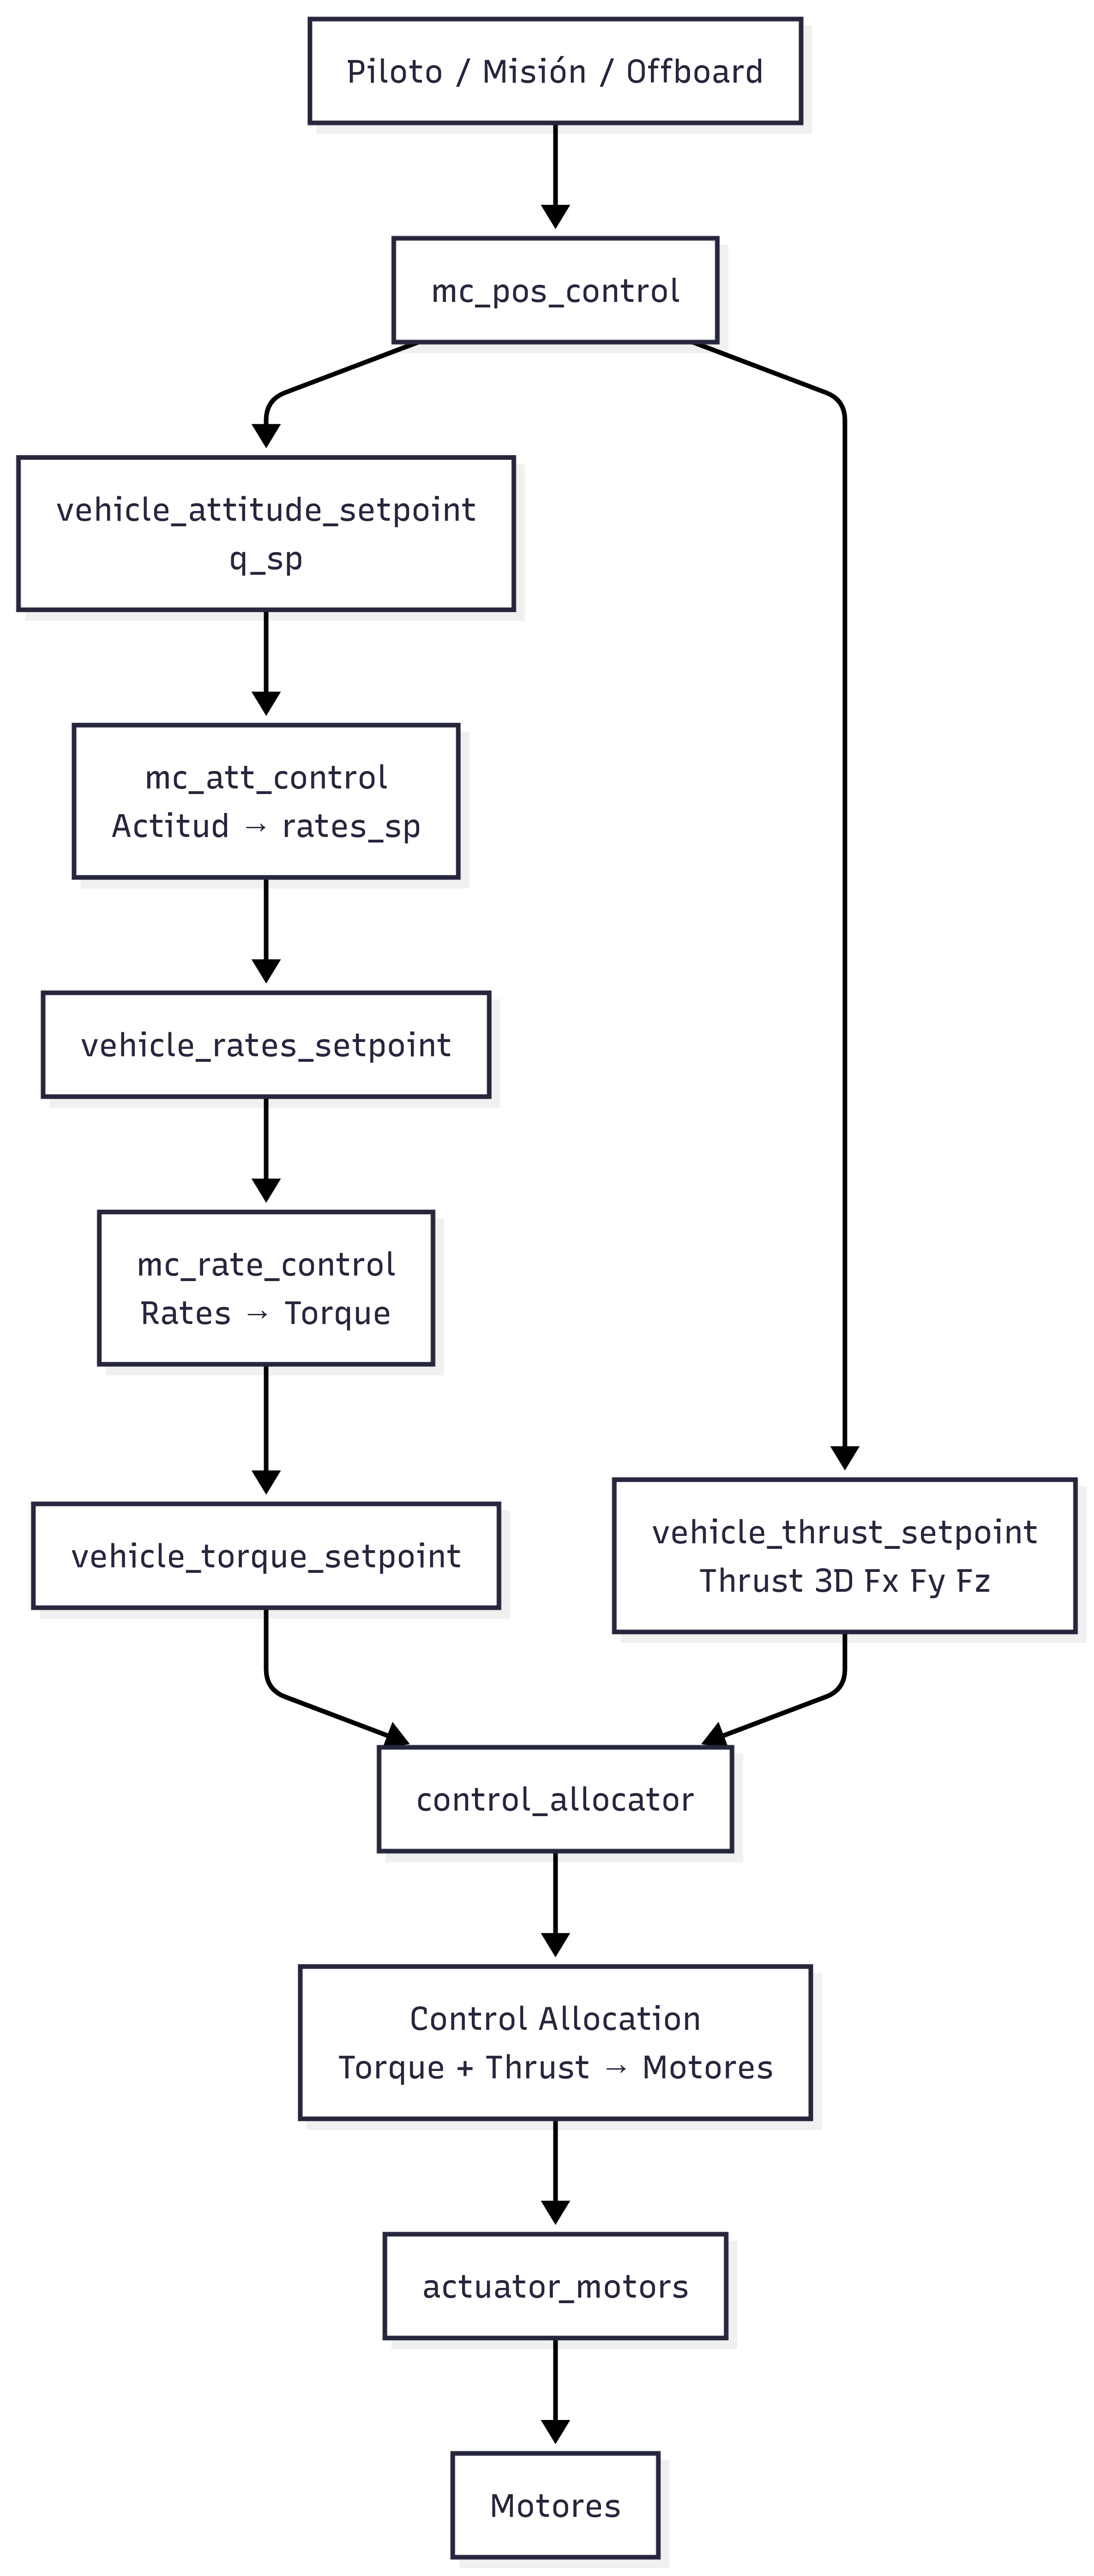 Piloto / Misión / Offboard
mc_pos_control
vehicle_attitude_setpoint
q_sp
mc_att_control
Actitud → rates_sp
vehicle_rates_setpoint
mc_rate_control
Rates → Torque
vehicle_torque_setpoint
vehicle_thrust_setpoint
Thrust 3D Fx Fy Fz
control_allocator
Control Allocation
Torque + Thrust → Motores
actuator_motors
Motores